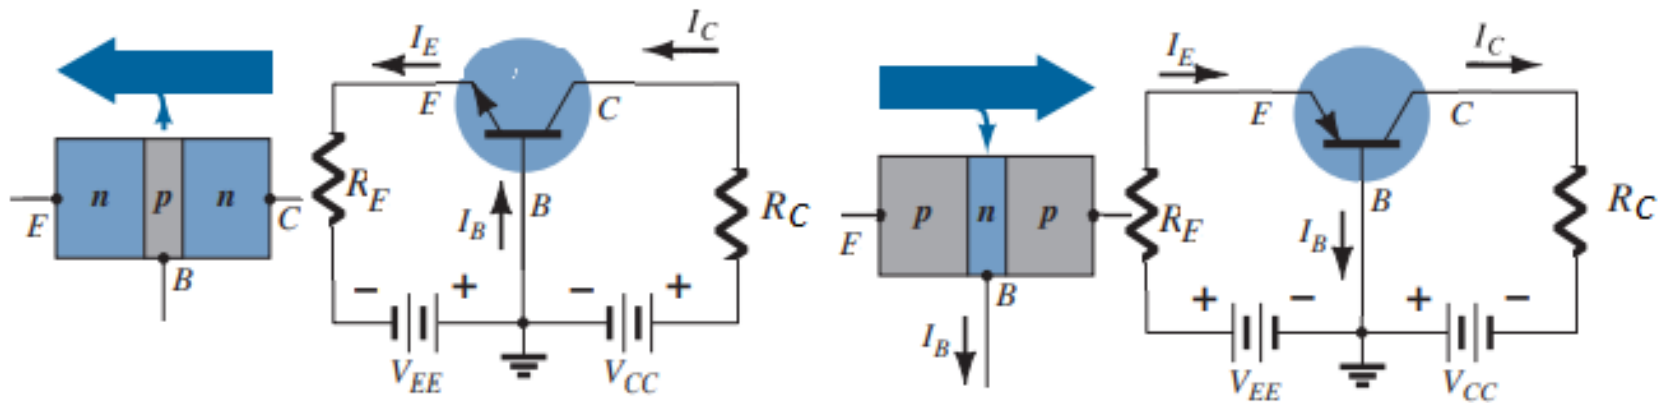 I_E
I_C
E
C
n
p
n
R_E
R_C
E
C
B
I_B
B
−
+
−
+
V_EE
V_CC
I_E
I_C
E
C
p
n
p
R_E
R_C
E
B
I_B
B
I_B
+
−
+
−
V_EE
V_CC